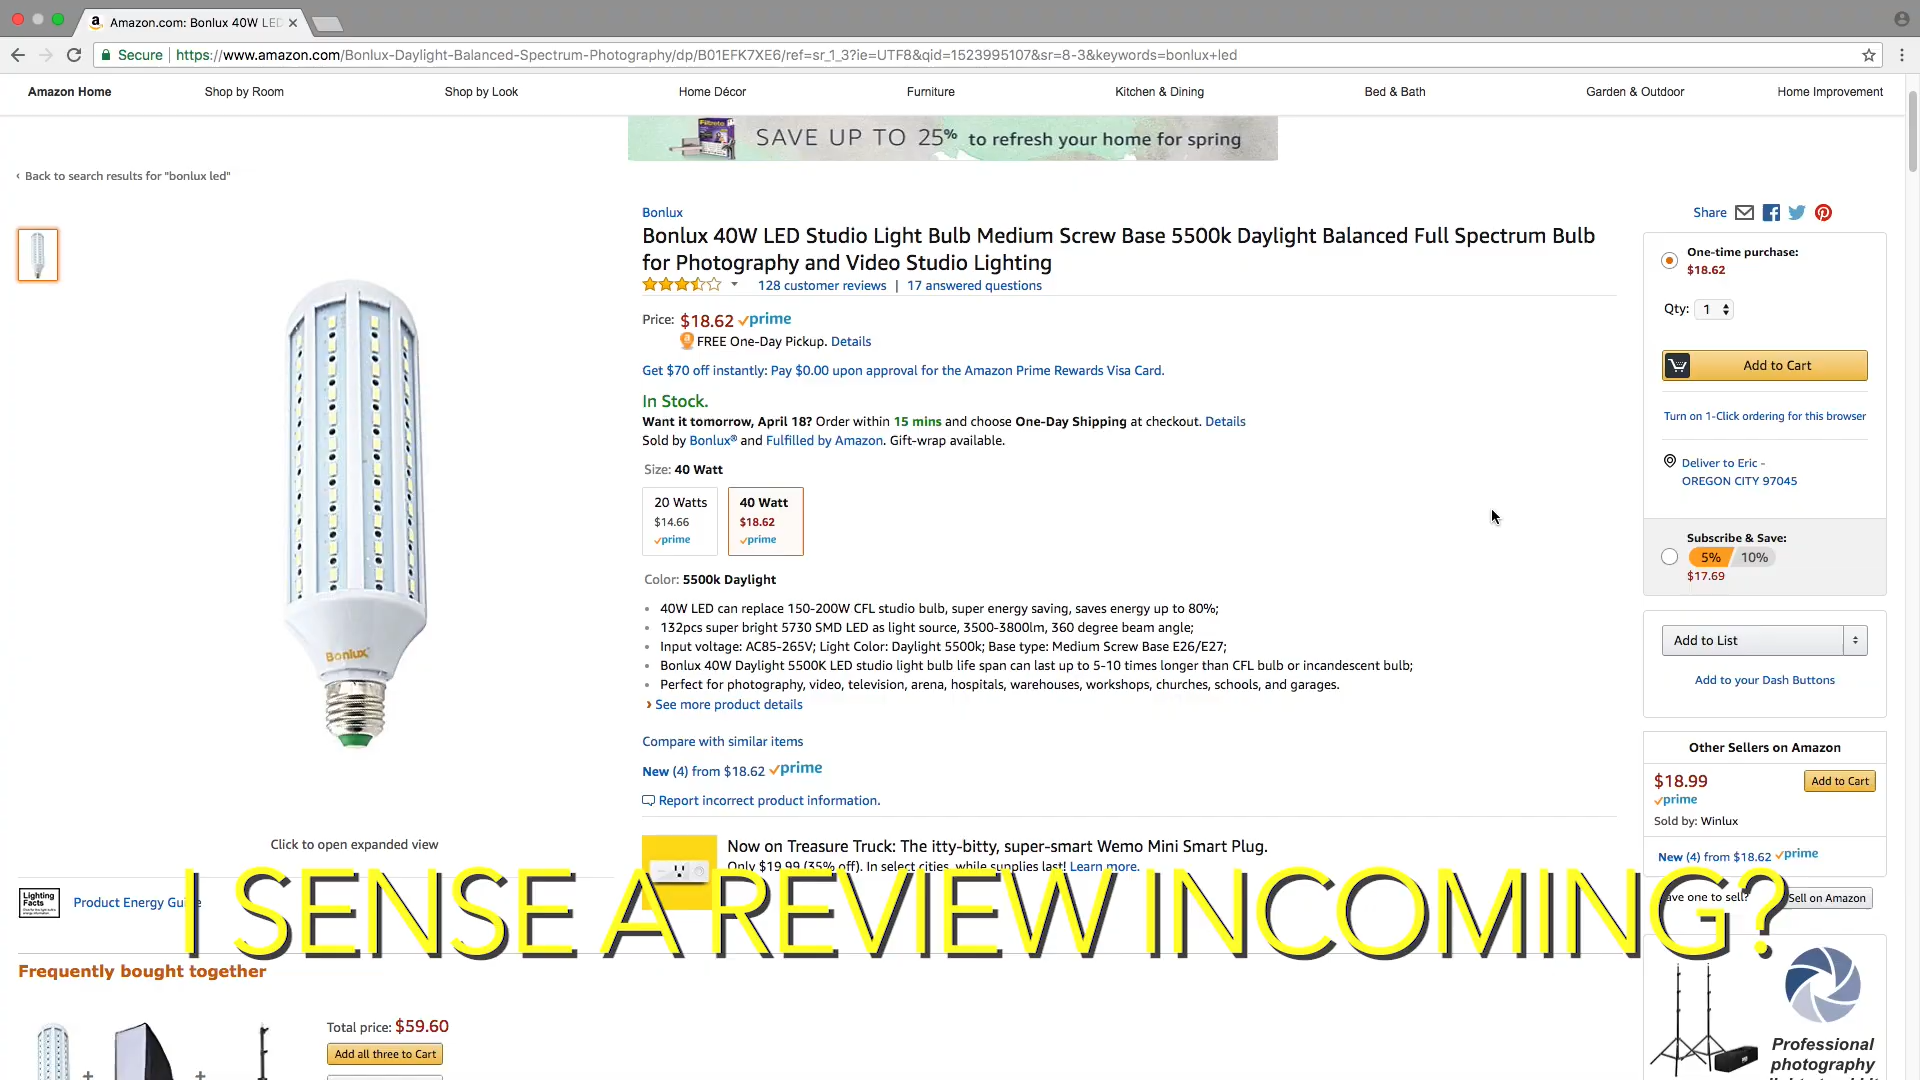 Amazon.com: Bonlux 40W LED
Secure https://www.amazon.com/Bonlux-Daylight-Balanced-Spectrum-Photography/dp/B01EFK7XE6/ref=sr_1_3?ie=UTF8&qid=1523995107&sr=8-3&keywords=bonlux+led
Amazon Home Shop by Room Shop by Look Home Décor Furniture Kitchen & Dining Bed & Bath Garden & Outdoor Home Improvement
Filtrete SAVE UP TO 25% to refresh your home for spring
‹ Back to search results for "bonlux led"
Bonlux
Bonlux 40W LED Studio Light Bulb Medium Screw Base 5500k Daylight Balanced Full Spectrum Bulb
for Photography and Video Studio Lighting
128 customer reviews | 17 answered questions
Price: $18.62 prime
FREE One-Day Pickup. Details
Get $70 off instantly: Pay $0.00 upon approval for the Amazon Prime Rewards Visa Card.
In Stock.
Want it tomorrow, April 18? Order within 15 mins and choose One-Day Shipping at checkout. Details
Sold by Bonlux® and Fulfilled by Amazon. Gift-wrap available.
Size: 40 Watt
20 Watts 40 Watt
$14.66 $18.62
prime prime
Color: 5500k Daylight
• 40W LED can replace 150-200W CFL studio bulb, super energy saving, saves energy up to 80%;
• 132pcs super bright 5730 SMD LED as light source, 3500-3800lm, 360 degree beam angle;
• Input voltage: AC85-265V; Light Color: Daylight 5500k; Base type: Medium Screw Base E26/E27;
• Bonlux 40W Daylight 5500K LED studio light bulb life span can last up to 5-10 times longer than CFL bulb or incandescent bulb;
• Perfect for photography, video, television, arena, hospitals, warehouses, workshops, churches, schools, and garages.
› See more product details
Compare with similar items
New (4) from $18.62 prime
Report incorrect product information.
Now on Treasure Truck: The itty-bitty, super-smart Wemo Mini Smart Plug.
Only $19.99 (35% off). In select cities, while supplies last! Learn more.
Bonlux
Click to open expanded view
Lighting
Facts
Product Energy Guide
I SENSE A REVIEW INCOMING?
Frequently bought together
Total price: $59.60
Add all three to Cart
+ +
Share
One-time purchase:
$18.62
Qty: 1
Add to Cart
Turn on 1-Click ordering for this browser
Deliver to Eric -
OREGON CITY 97045
Subscribe & Save:
5% 10%
$17.69
Add to List
Add to your Dash Buttons
Other Sellers on Amazon
$18.99 Add to Cart
prime
Sold by: Winlux
New (4) from $18.62 prime
ave one to sell? Sell on Amazon
Professional
photography